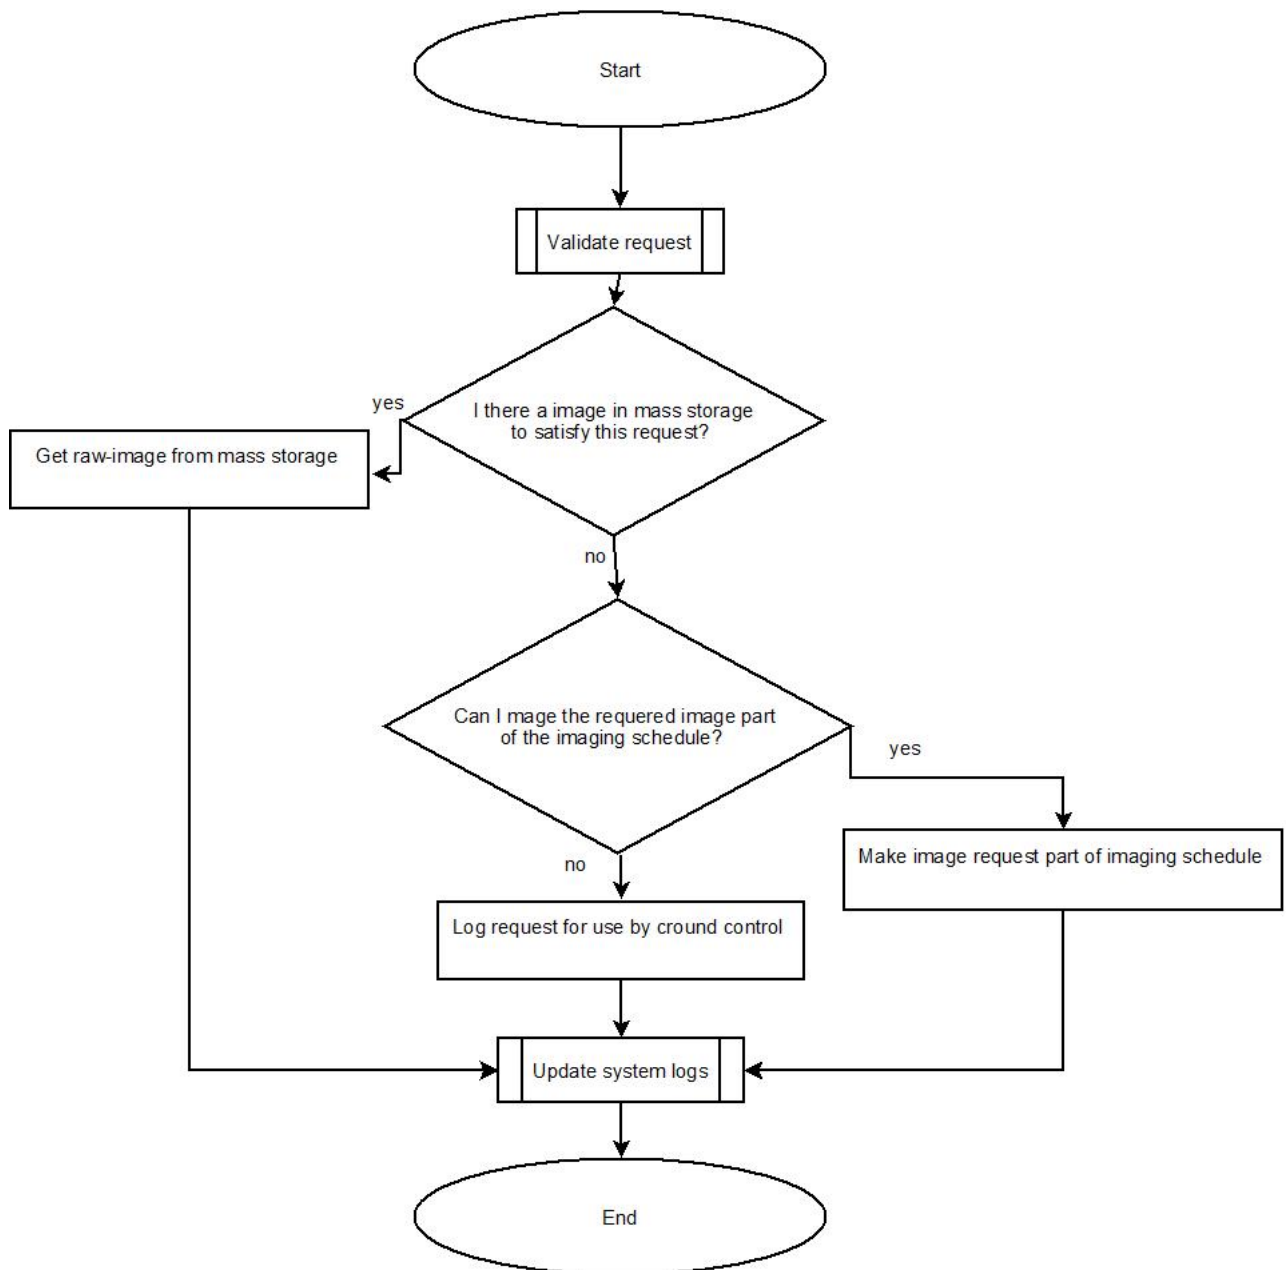 Start
Validate request
yes
I there a image in mass storage
to satisfy this request?
Get raw-image from mass storage
no
Can I mage the requered image part
of the imaging schedule?
yes
Make image request part of imaging schedule
no
Log request for use by cround control
Update system logs
End